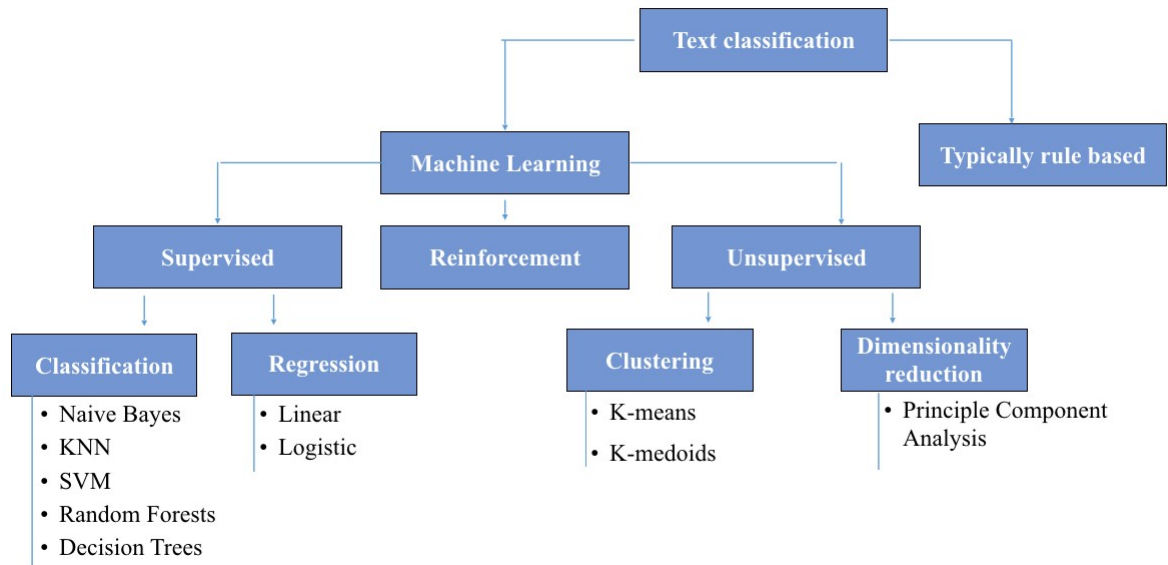 Text classification
Machine Learning
Typically rule based
Supervised
Reinforcement
Unsupervised
Classification
• Naive Bayes
• KNN
• SVM
• Random Forests
• Decision Trees
Regression
• Linear
• Logistic
Clustering
• K-means
• K-medoids
Dimensionality
reduction
• Principle Component
Analysis